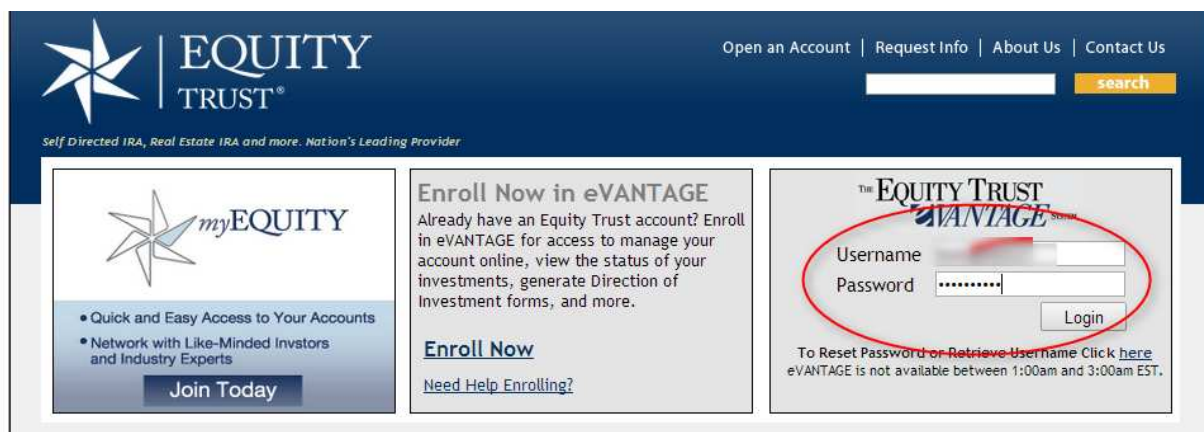 EQUITY
TRUST®
Open an Account | Request Info | About Us | Contact Us
search
Self Directed IRA, Real Estate IRA and more. Nation's Leading Provider
myEQUITY
• Quick and Easy Access to Your Accounts
• Network with Like-Minded Invstors
and Industry Experts
Join Today
Enroll Now in eVANTAGE
Already have an Equity Trust account? Enroll
in eVANTAGE for access to manage your
account online, view the status of your
investments, generate Direction of
Investment forms, and more.
Enroll Now
Need Help Enrolling?
THE EQUITY TRUST
eVANTAGE
Username
Password ••••••••••
Login
To Reset Password or Retrieve Username Click here
eVANTAGE is not available between 1:00am and 3:00am EST.